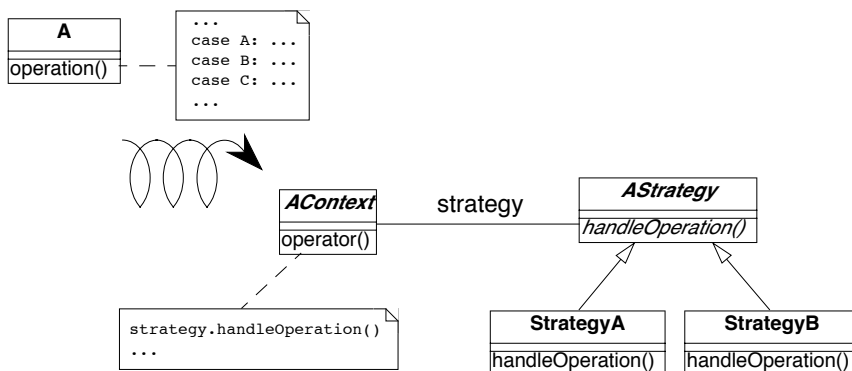 A
operation()
...
case A: ...
case B: ...
case C: ...
...
AContext
operator()
strategy
AStrategy
handleOperation()
strategy.handleOperation()
...
StrategyA
handleOperation()
StrategyB
handleOperation()